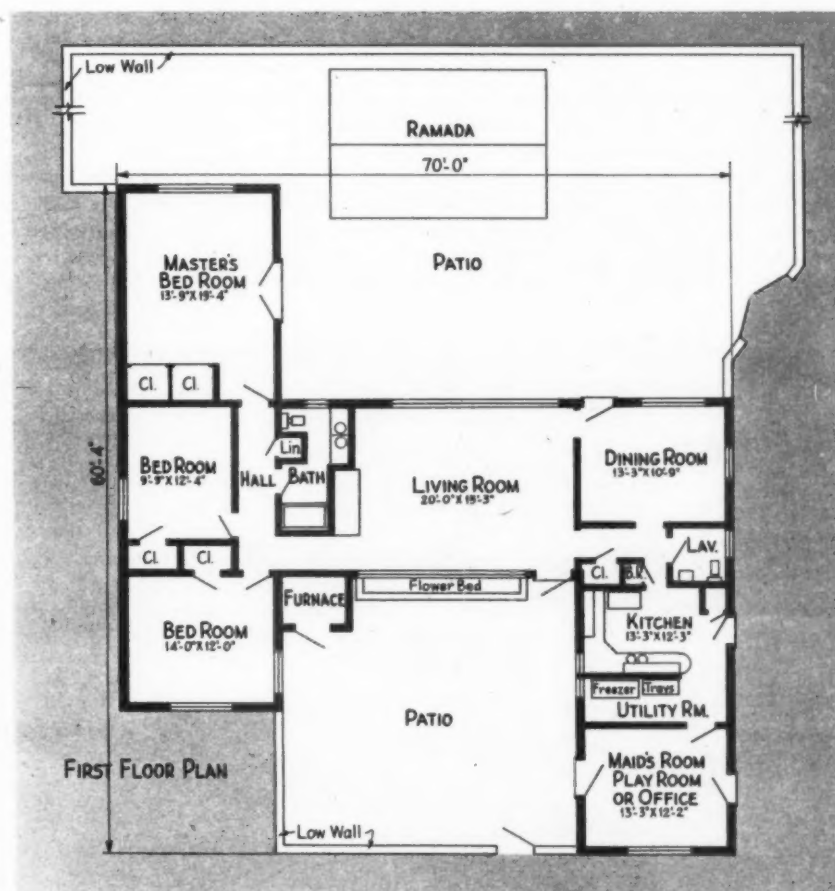 Low Wall
RAMADA
70'-0"
MASTER'S
BED ROOM
13'-9"X19'-4"
PATIO
Cl.
Cl.
60'-4"
BED ROOM
9'-9"X12'-4"
HALL
Lin
BATH
LIVING ROOM
20'-0"X15'-3"
DINING ROOM
13'-3"X10'-9"
LAV.
Cl.
Cl.
Cl.
FURNACE
Flower Bed
BED ROOM
14'-0"X12'-0"
KITCHEN
13'-3"X12'-3"
Freezer
Trays
UTILITY RM.
PATIO
FIRST FLOOR PLAN
MAID'S ROOM
PLAY ROOM
OR OFFICE
13'-3"X12'-2"
Low Wall